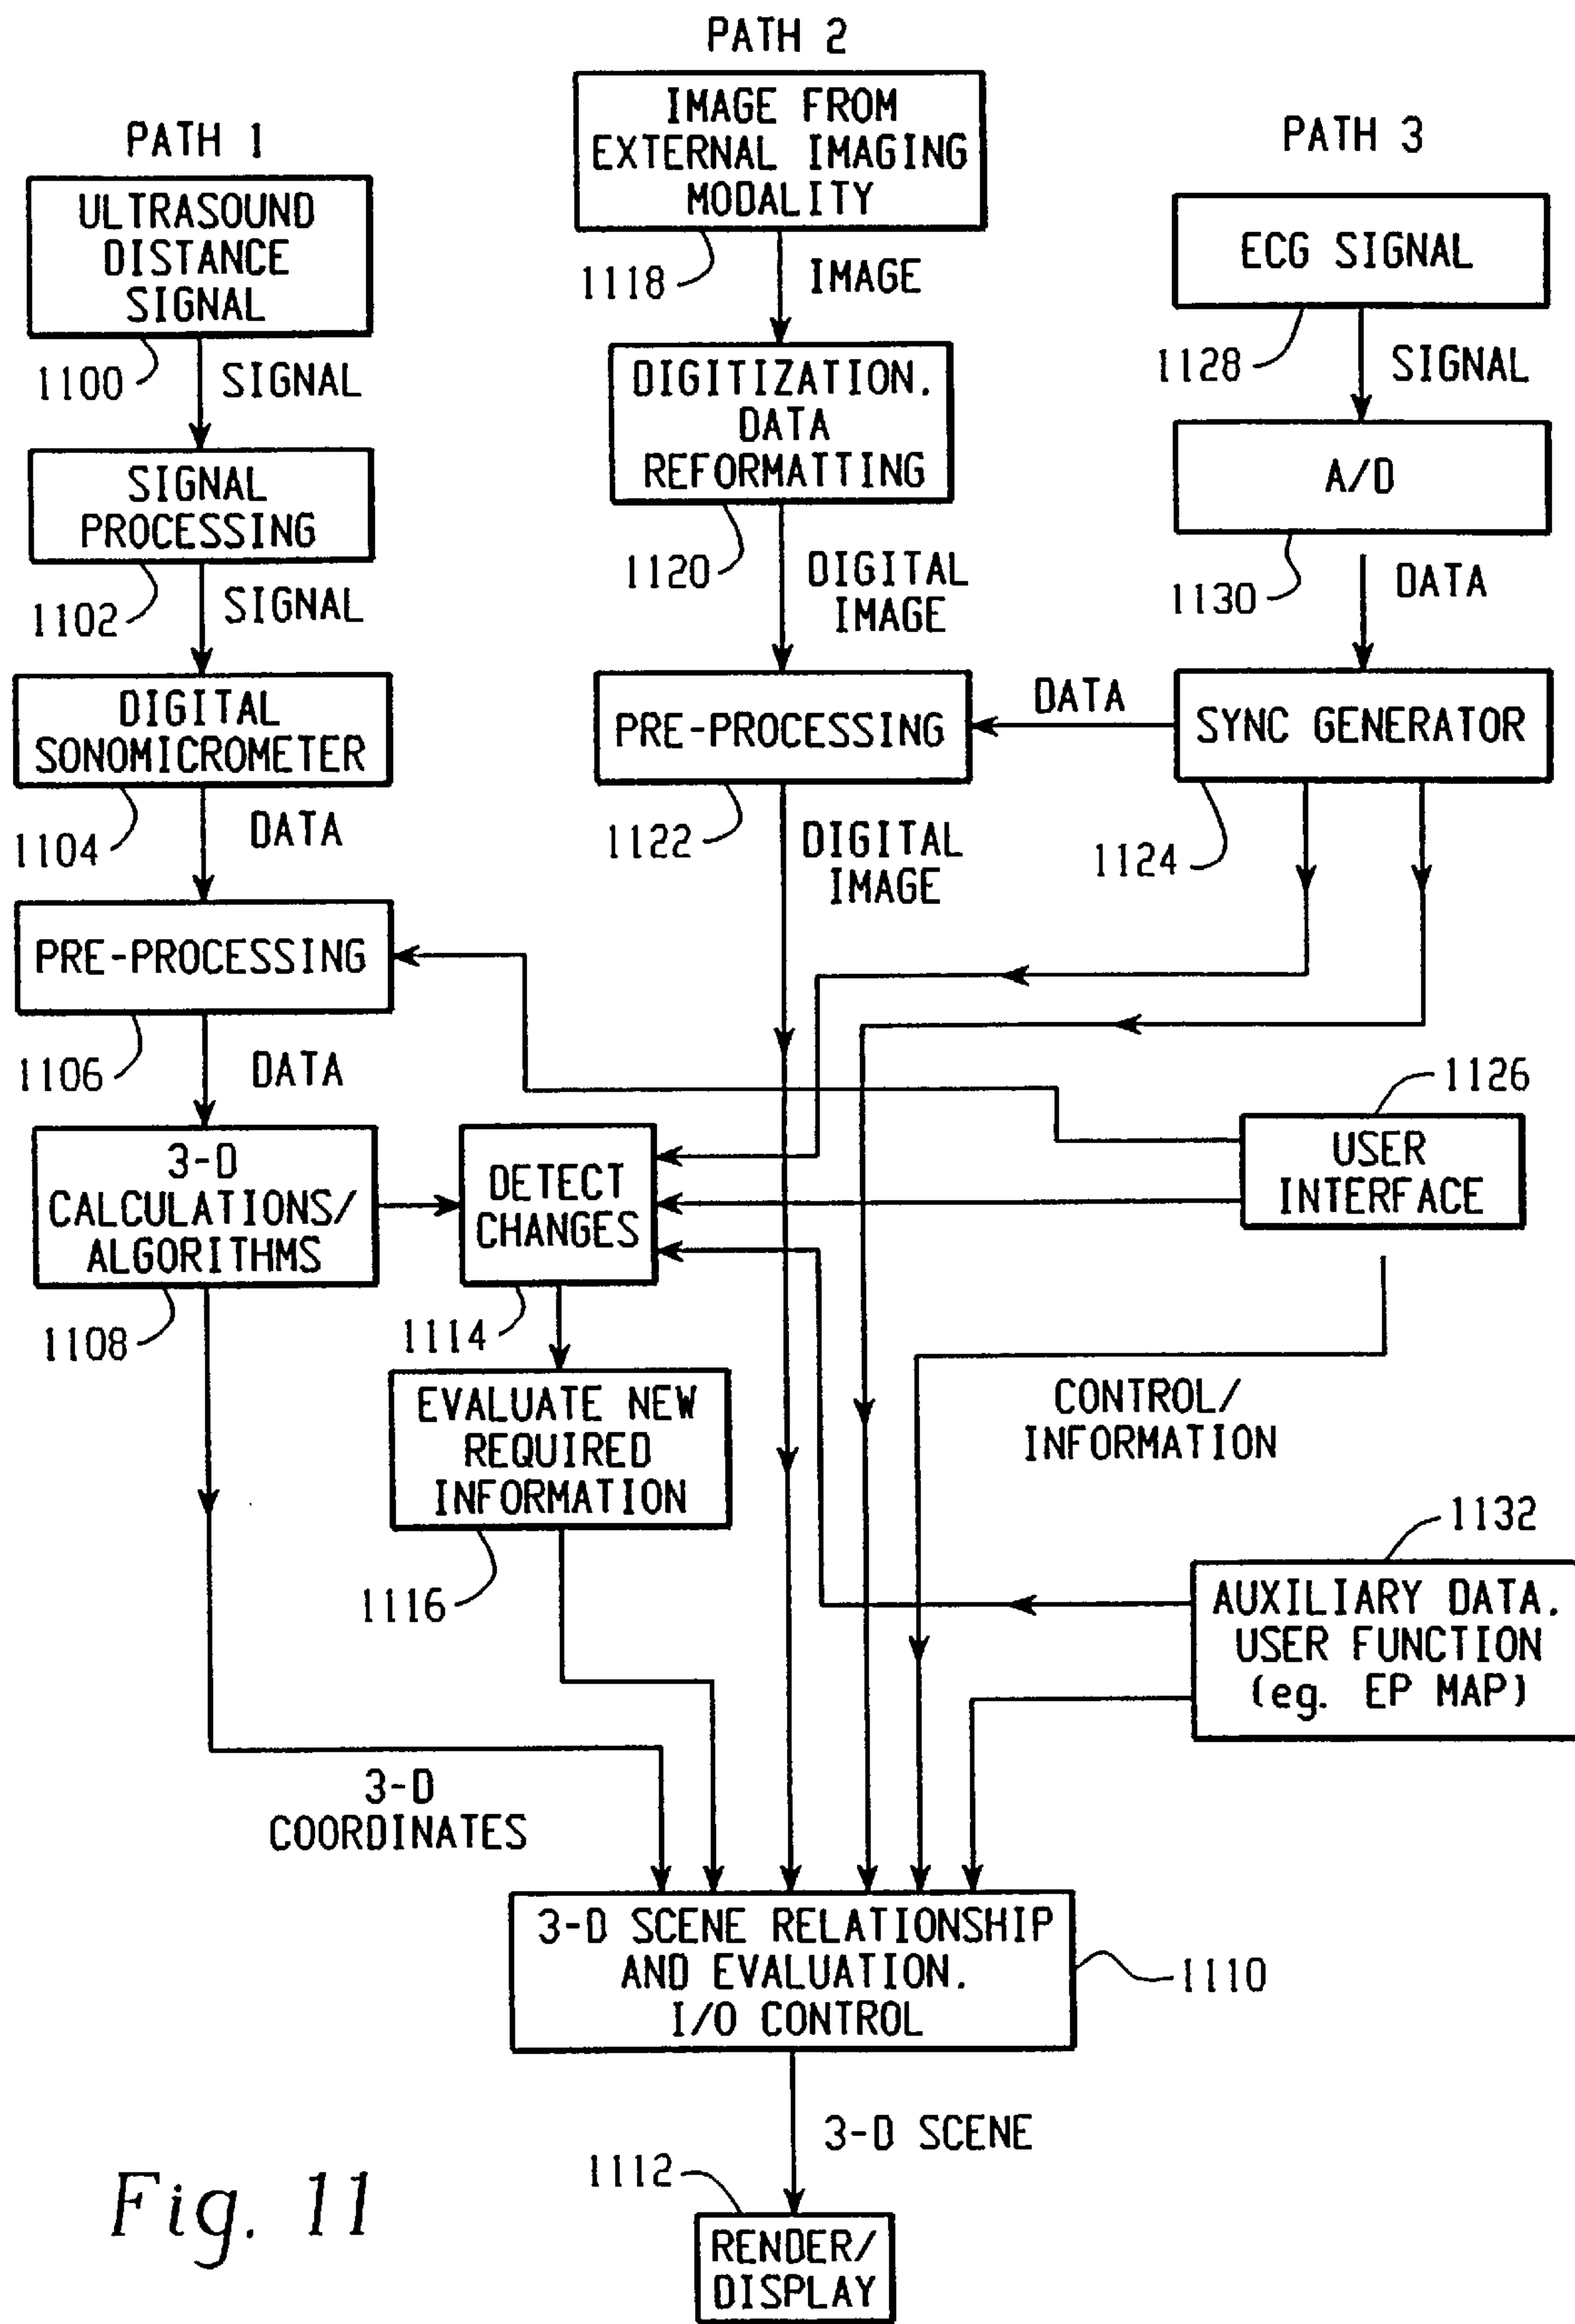 PATH 1
ULTRASOUND
DISTANCE
SIGNAL
1100
SIGNAL
SIGNAL
PROCESSING
1102
SIGNAL
DIGITAL
SONOMICROMETER
1104
DATA
PRE-PROCESSING
1106
DATA
3-D
CALCULATIONS/
ALGORITHMS
1108
3-D
COORDINATES
DETECT
CHANGES
1114
EVALUATE NEW
REQUIRED
INFORMATION
1116
PATH 2
IMAGE FROM
EXTERNAL IMAGING
MODALITY
1118
IMAGE
DIGITIZATION.
DATA
REFORMATTING
1120
DIGITAL
IMAGE
PRE-PROCESSING
1122
DIGITAL
IMAGE
PATH 3
ECG SIGNAL
1128
SIGNAL
A/D
1130
DATA
SYNC GENERATOR
DATA
1124
1126
USER
INTERFACE
CONTROL/
INFORMATION
1132
AUXILIARY DATA.
USER FUNCTION
(eg. EP MAP)
3-D SCENE RELATIONSHIP
AND EVALUATION.
I/O CONTROL
1110
3-D SCENE
1112
RENDER/
DISPLAY
Fig. 11